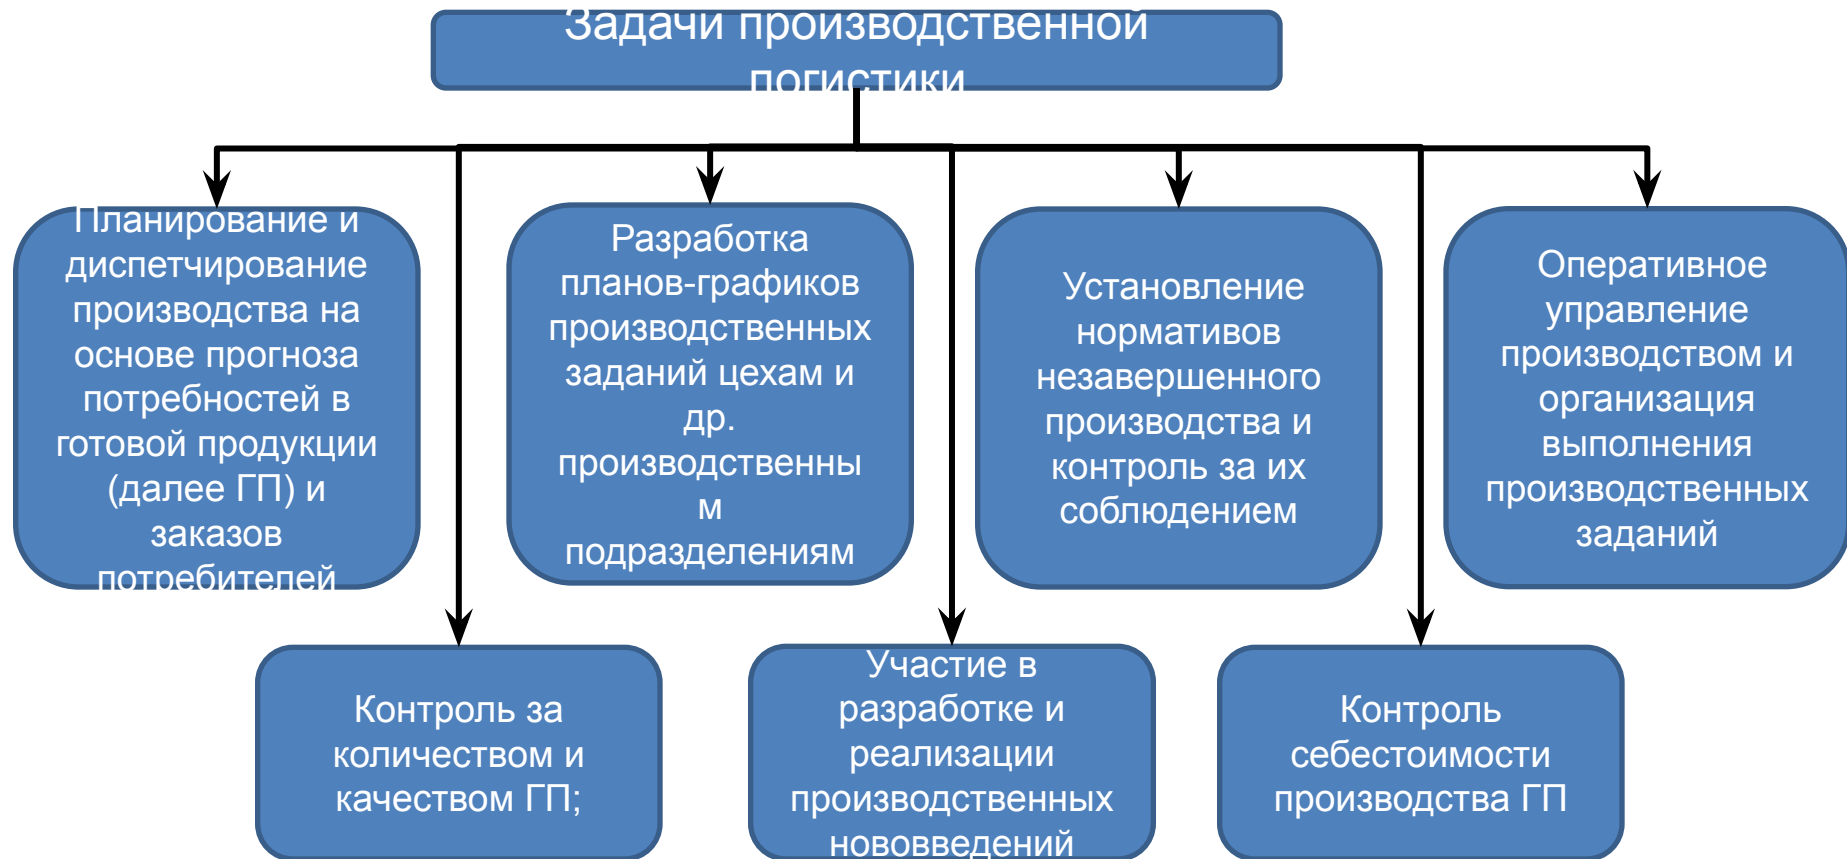 Задачи производственной
логистики
Планирование и
диспетчирование
производства на
основе прогноза
потребностей в
готовой продукции
(далее ГП) и
заказов
потребителей
Разработка
планов-графиков
производственных
заданий цехам и
др.
производственны
м
подразделениям
Установление
нормативов
незавершенного
производства и
контроль за их
соблюдением
Оперативное
управление
производством и
организация
выполнения
производственных
заданий
Контроль за
количеством и
качеством ГП;
Участие в
разработке и
реализации
производственных
нововведений
Контроль
себестоимости
производства ГП